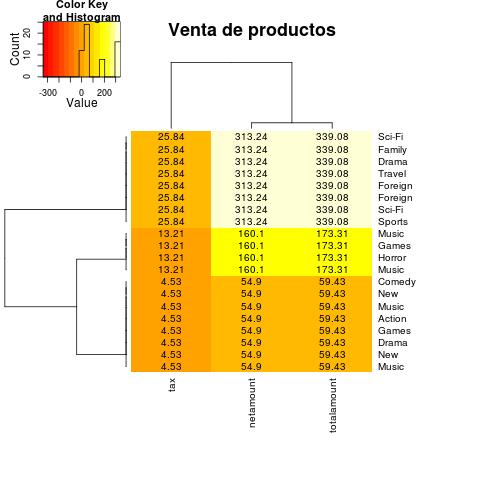 Color Key
and Histogram
Count
0 10 20
-300 0 200
Value
Venta de productos
25.84 313.24 339.08 Sci-Fi
25.84 313.24 339.08 Family
25.84 313.24 339.08 Drama
25.84 313.24 339.08 Travel
25.84 313.24 339.08 Foreign
25.84 313.24 339.08 Foreign
25.84 313.24 339.08 Sci-Fi
25.84 313.24 339.08 Sports
13.21 160.1 173.31 Music
13.21 160.1 173.31 Games
13.21 160.1 173.31 Horror
13.21 160.1 173.31 Music
4.53 54.9 59.43 Comedy
4.53 54.9 59.43 New
4.53 54.9 59.43 Music
4.53 54.9 59.43 Action
4.53 54.9 59.43 Games
4.53 54.9 59.43 Drama
4.53 54.9 59.43 New
4.53 54.9 59.43 Music
tax
netamount
totalamount